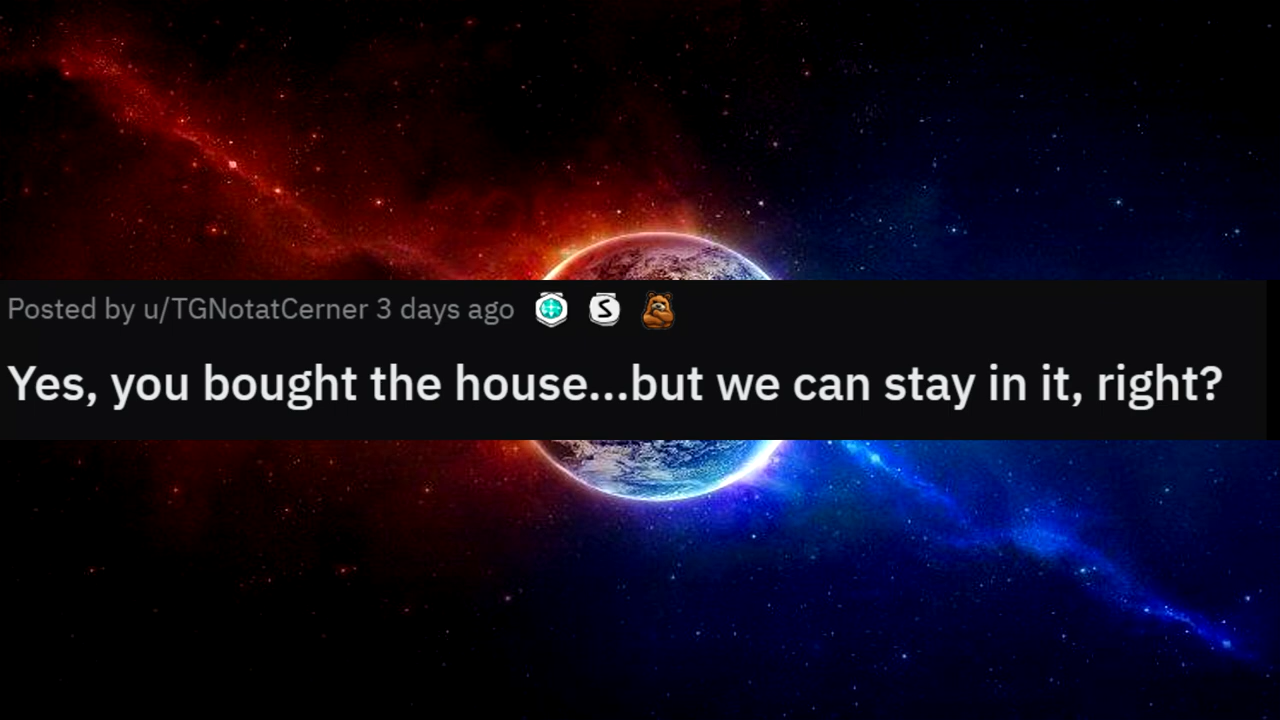 Posted by u/TGNotatCerner 3 days ago
Yes, you bought the house...but we can stay in it, right?